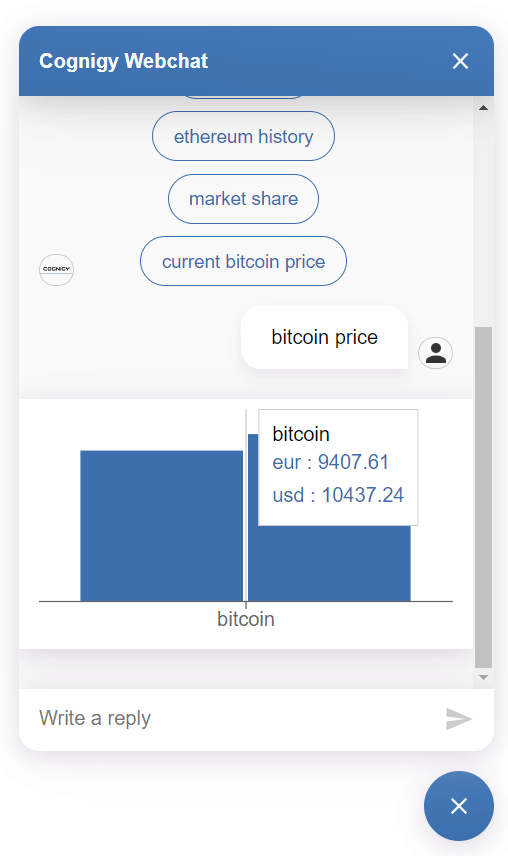 Cognigy Webchat
ethereum history
market share
current bitcoin price
COGNIGY
bitcoin price
bitcoin
eur : 9407.61
usd : 10437.24
bitcoin
Write a reply